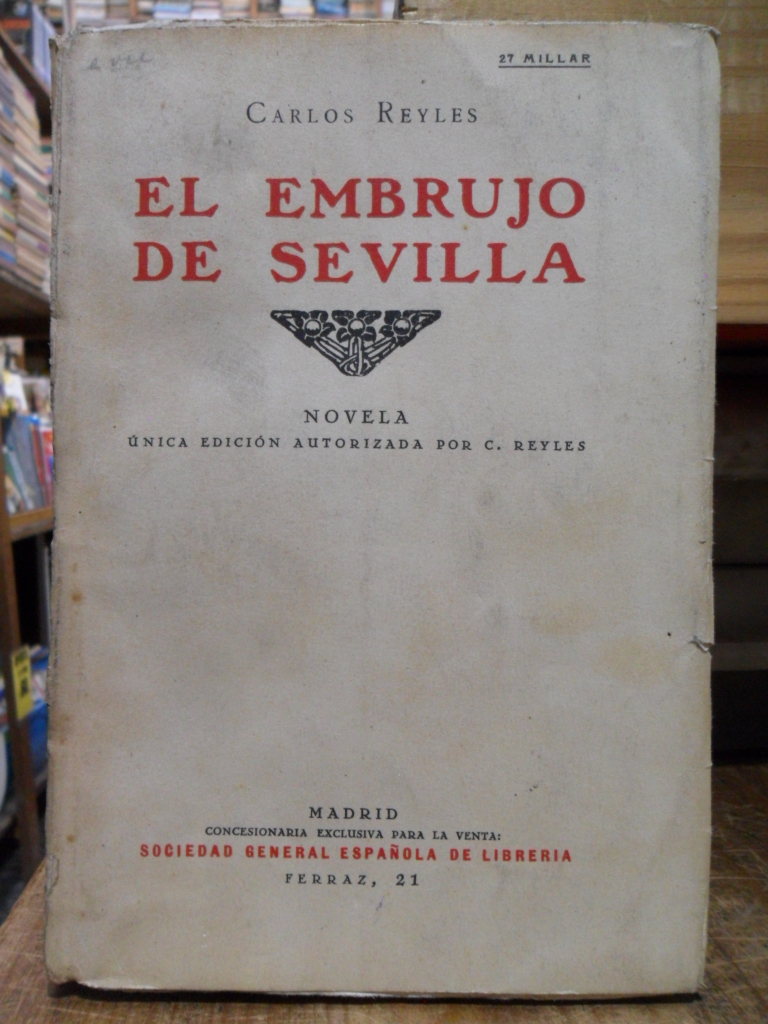 27 MILLAR
CARLOS REYLES
EL EMBRUJO
DE SEVILLA
NOVELA
ÚNICA EDICIÓN AUTORIZADA POR C. REYLES
MADRID
CONCESIONARIA EXCLUSIVA PARA LA VENTA:
SOCIEDAD GENERAL ESPAÑOLA DE LIBRERIA
FERRAZ, 21